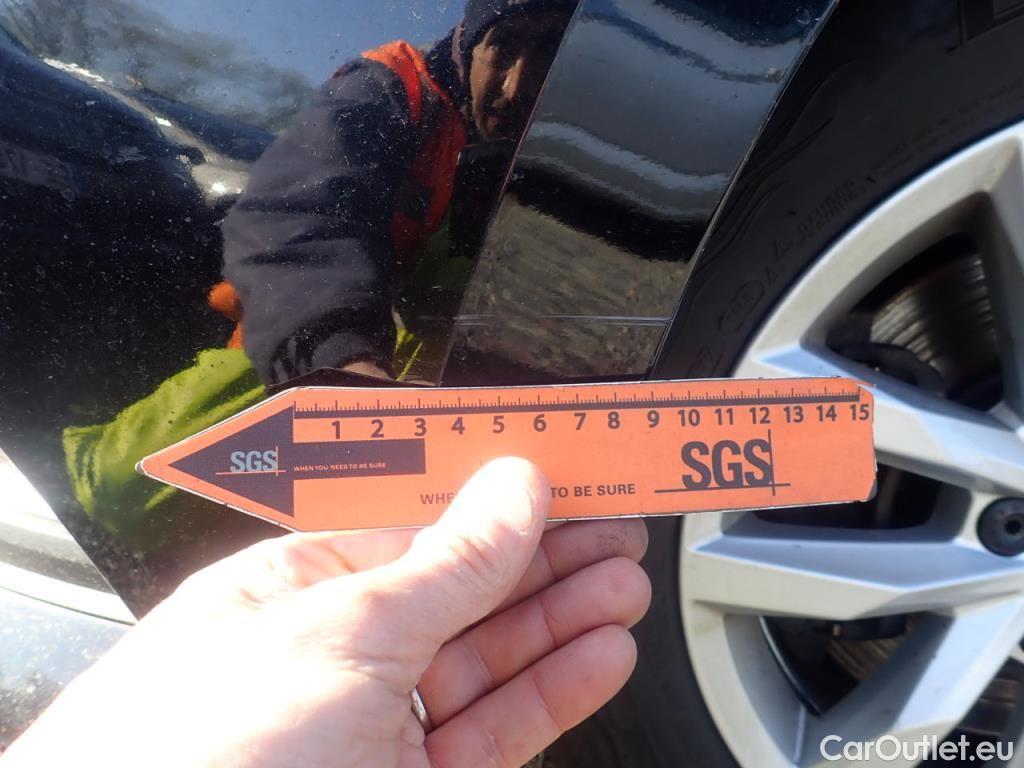 1 2 3 4 5 6 7 8 9 10 11 12 13 14 15
SGS WHEN YOU NEED TO BE SURE
SGS
WHE TO BE SURE
CarOutlet.eu